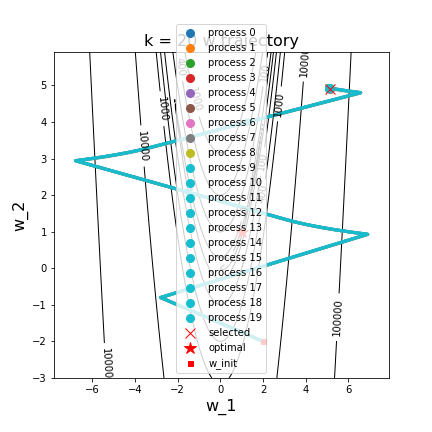 k = 20 w trajectory
process 0
process 1
process 2
process 3
process 4
process 5
process 6
process 7
process 8
process 9
process 10
process 11
process 12
process 13
process 14
process 15
process 16
process 17
process 18
process 19
selected
optimal
w_init
10000
1000
1000
10000
1000
100000
10000
w_2
5
4
3
2
1
0
−1
−2
−3
−6
−4
−2
0
2
4
6
w_1